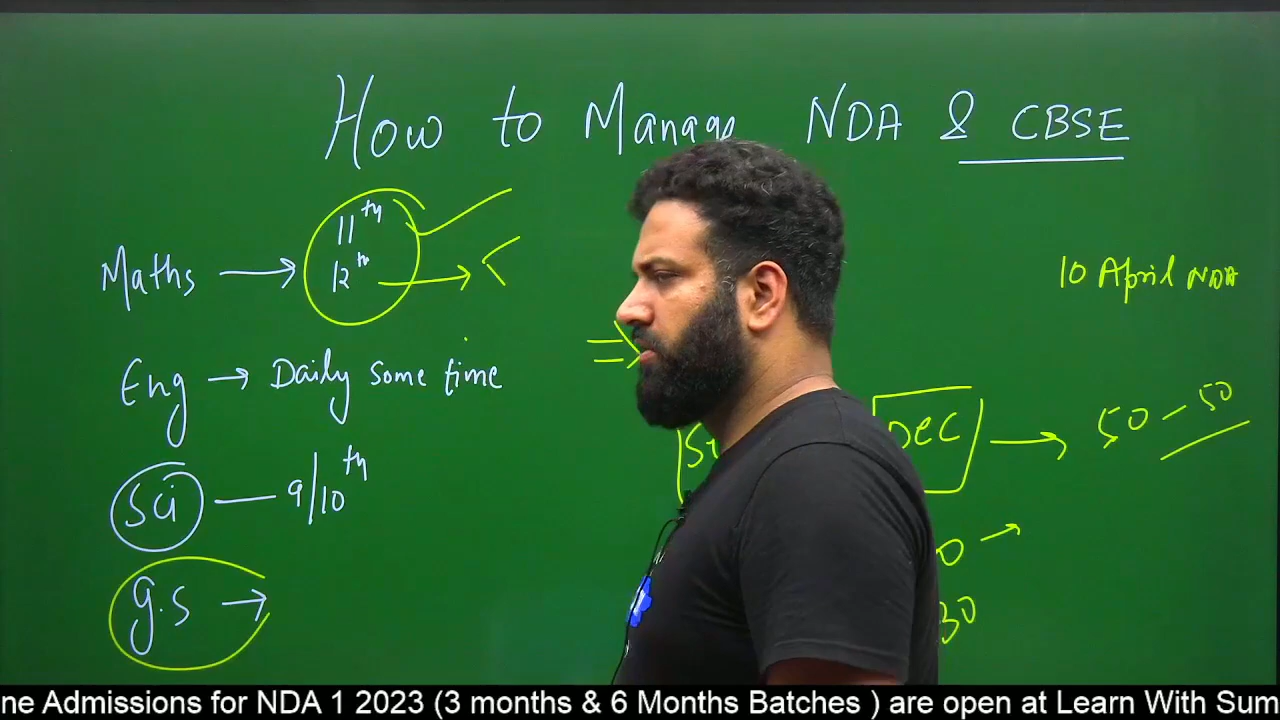 How to Manage NDA & CBSE
11th
Maths → 12th
10 April NDA
Eng → Daily some time
DEC → 50 - 50
Sci — 9/10th
g.s →
30
ne Admissions for NDA 1 2023 (3 months & 6 Months Batches ) are open at Learn With Sum